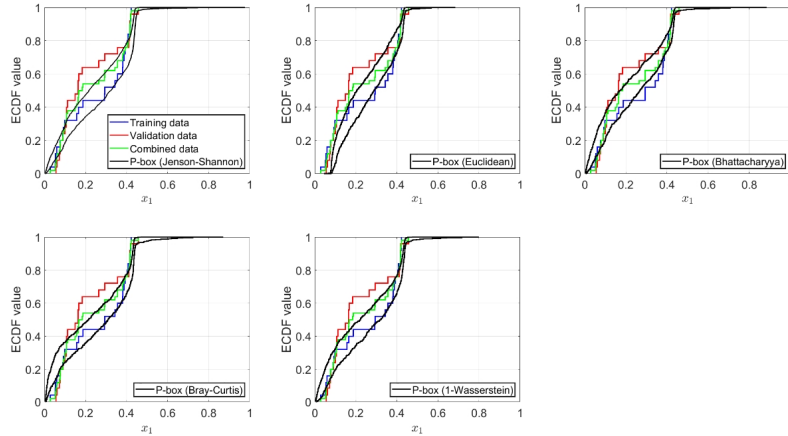 1
0.8
0.6
0.4
0.2
0
ECDF value
0 0.2 0.4 0.6 0.8 1
x1
Training data
Validation data
Combined data
P-box (Jenson-Shannon)
1
0.8
0.6
0.4
0.2
0
ECDF value
0 0.2 0.4 0.6 0.8 1
x1
P-box (Euclidean)
1
0.8
0.6
0.4
0.2
0
ECDF value
0 0.2 0.4 0.6 0.8
x1
P-box (Bhattacharyya)
1
0.8
0.6
0.4
0.2
0
ECDF value
0 0.2 0.4 0.6 0.8 1
x1
P-box (Bray-Curtis)
1
0.8
0.6
0.4
0.2
0
ECDF value
0 0.2 0.4 0.6 0.8 1
x1
P-box (1-Wasserstein)